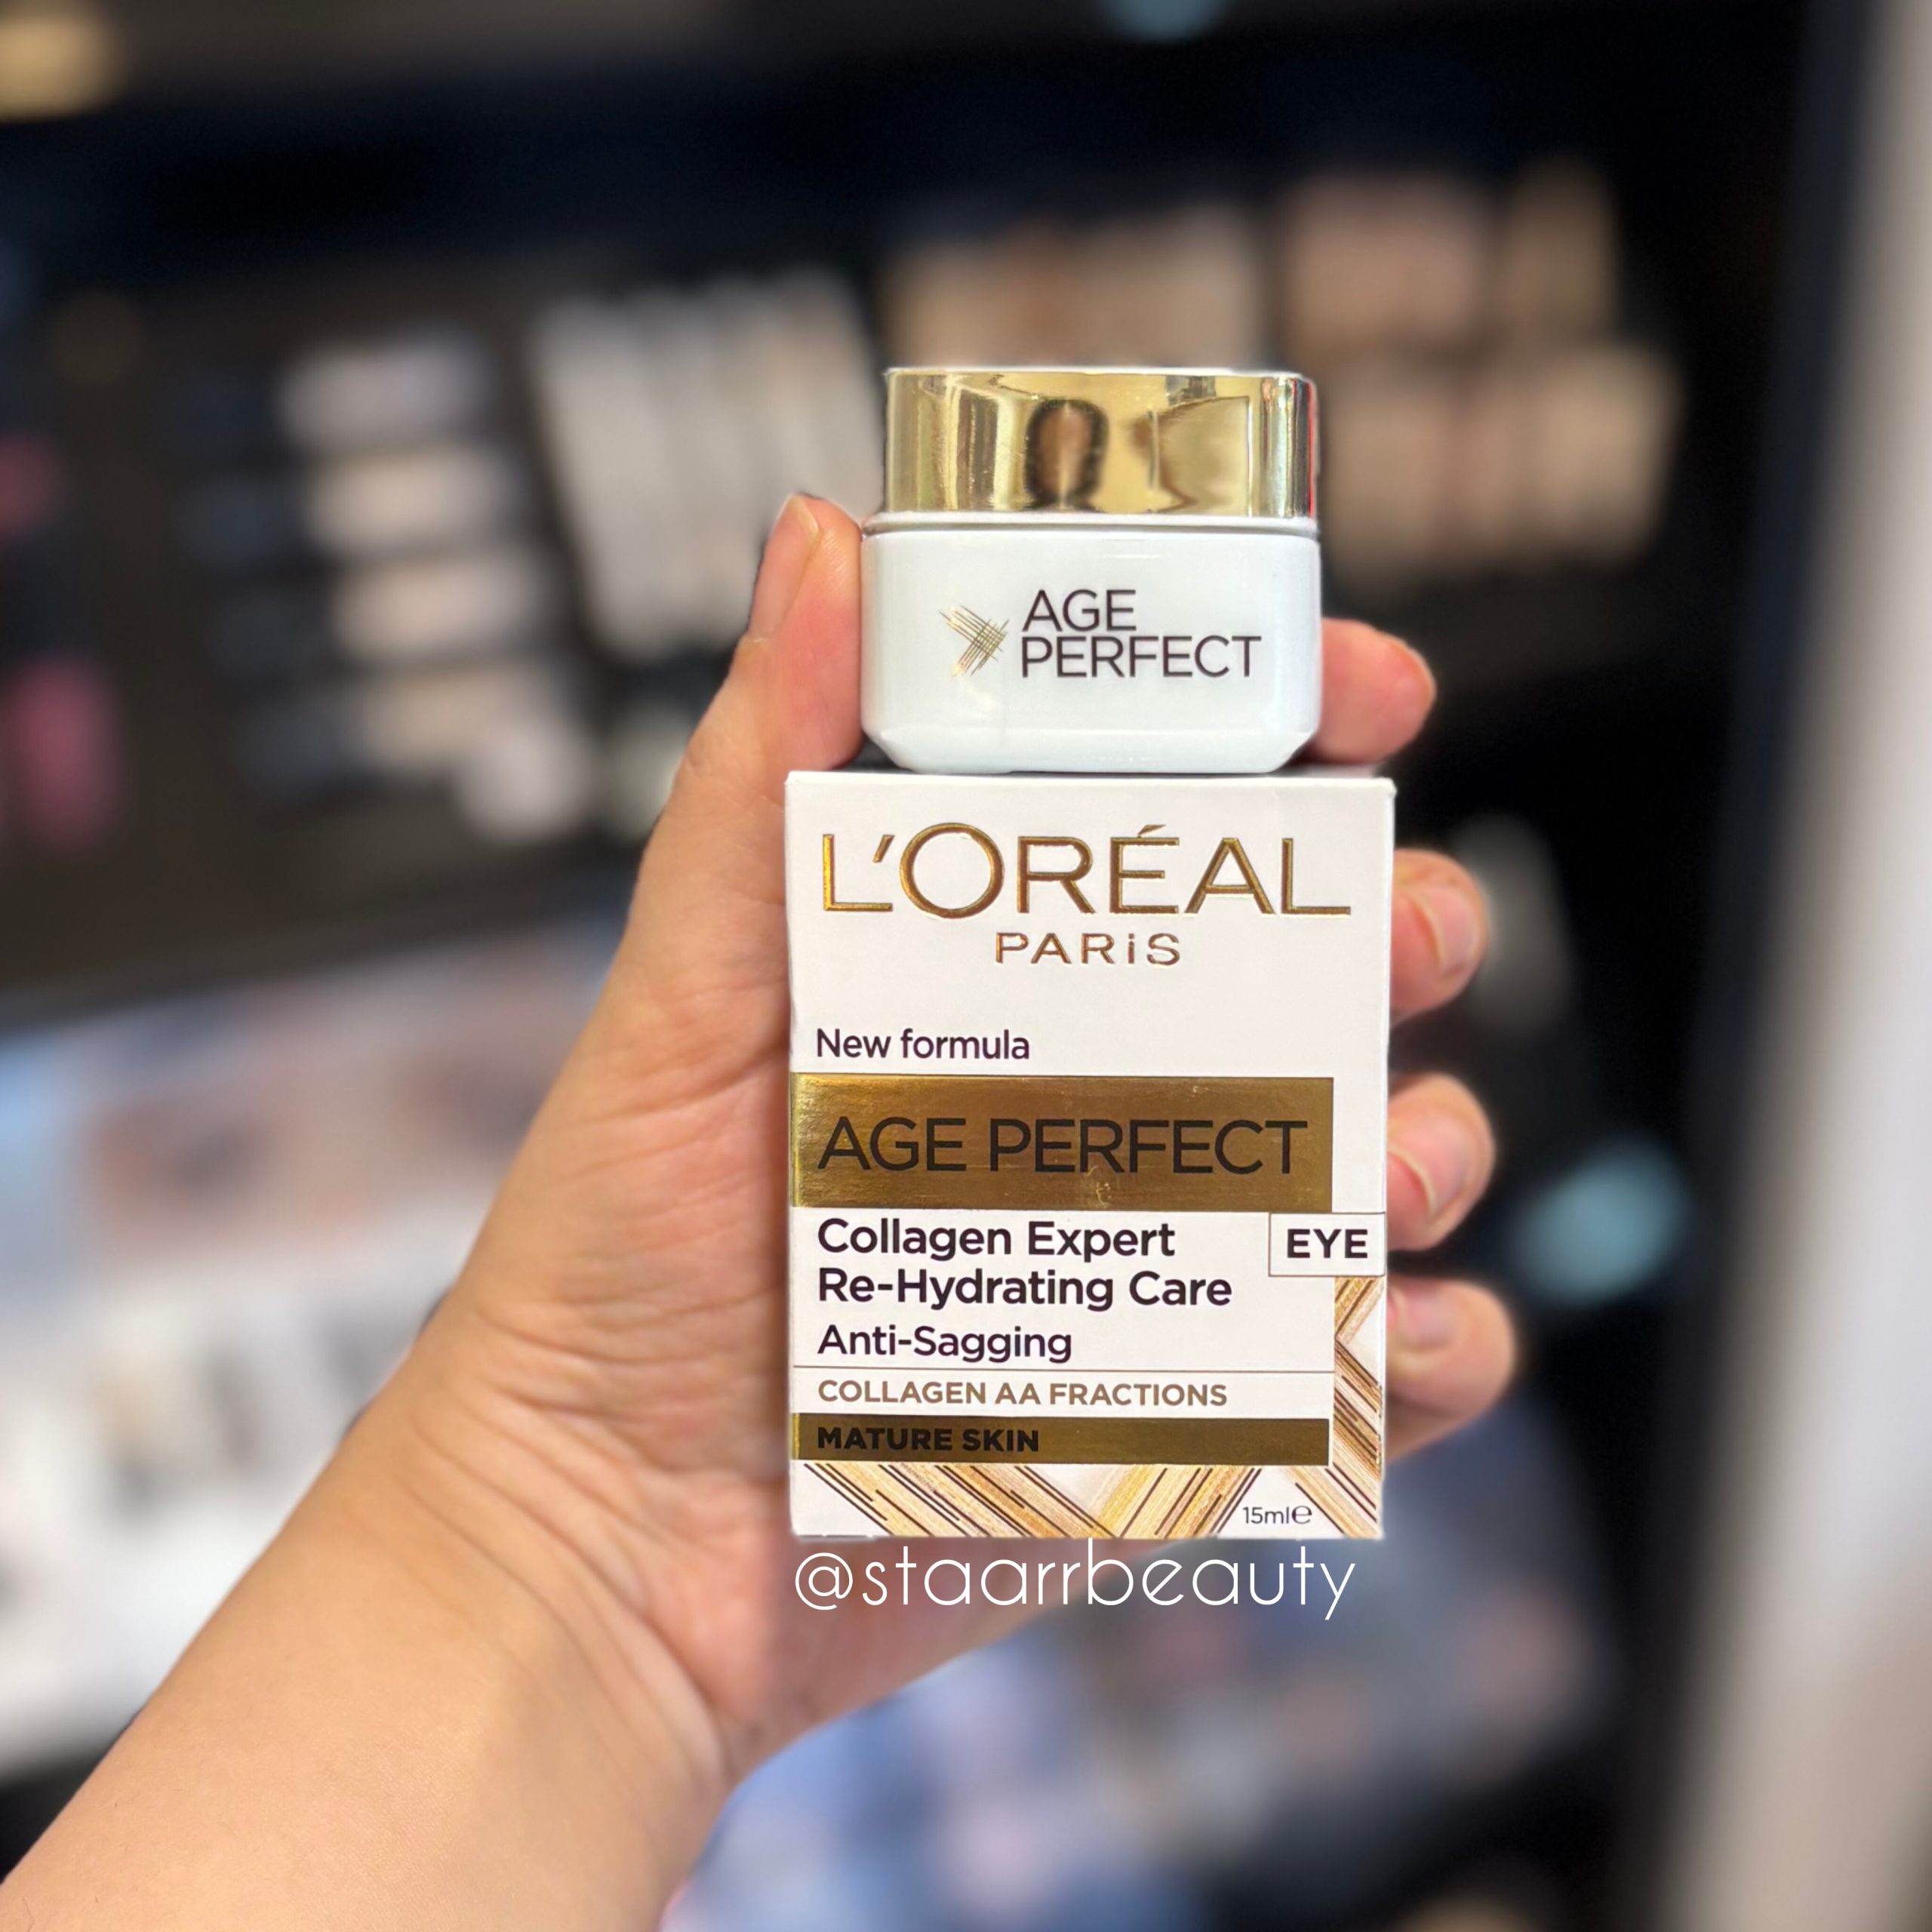 AGE
PERFECT
L'ORÉAL
PARiS
New formula
AGE PERFECT
Collagen Expert
Re-Hydrating Care
EYE
Anti-Sagging
COLLAGEN AA FRACTIONS
MATURE SKIN
15ml℮
@staarrbeauty